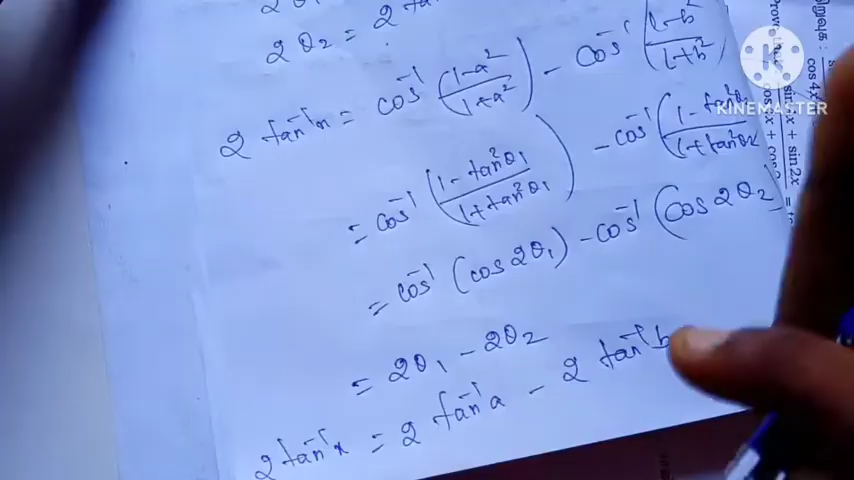 2θ₂ = 2
2 tan⁻¹x = cos⁻¹((1-a²)/(1+a²)) - cos⁻¹((1-b²)/(1+b²))
= cos⁻¹((1-tan²θ₁)/(1+tan²θ₁)) - cos⁻¹((1-tan²θ₂)/(1+tan²θ₂))
= cos⁻¹(cos 2θ₁) - cos⁻¹(cos 2θ₂
= 2θ₁ - 2θ₂
2 tan⁻¹x = 2 tan⁻¹a - 2 tan⁻¹b
KINEMASTER
sin2x